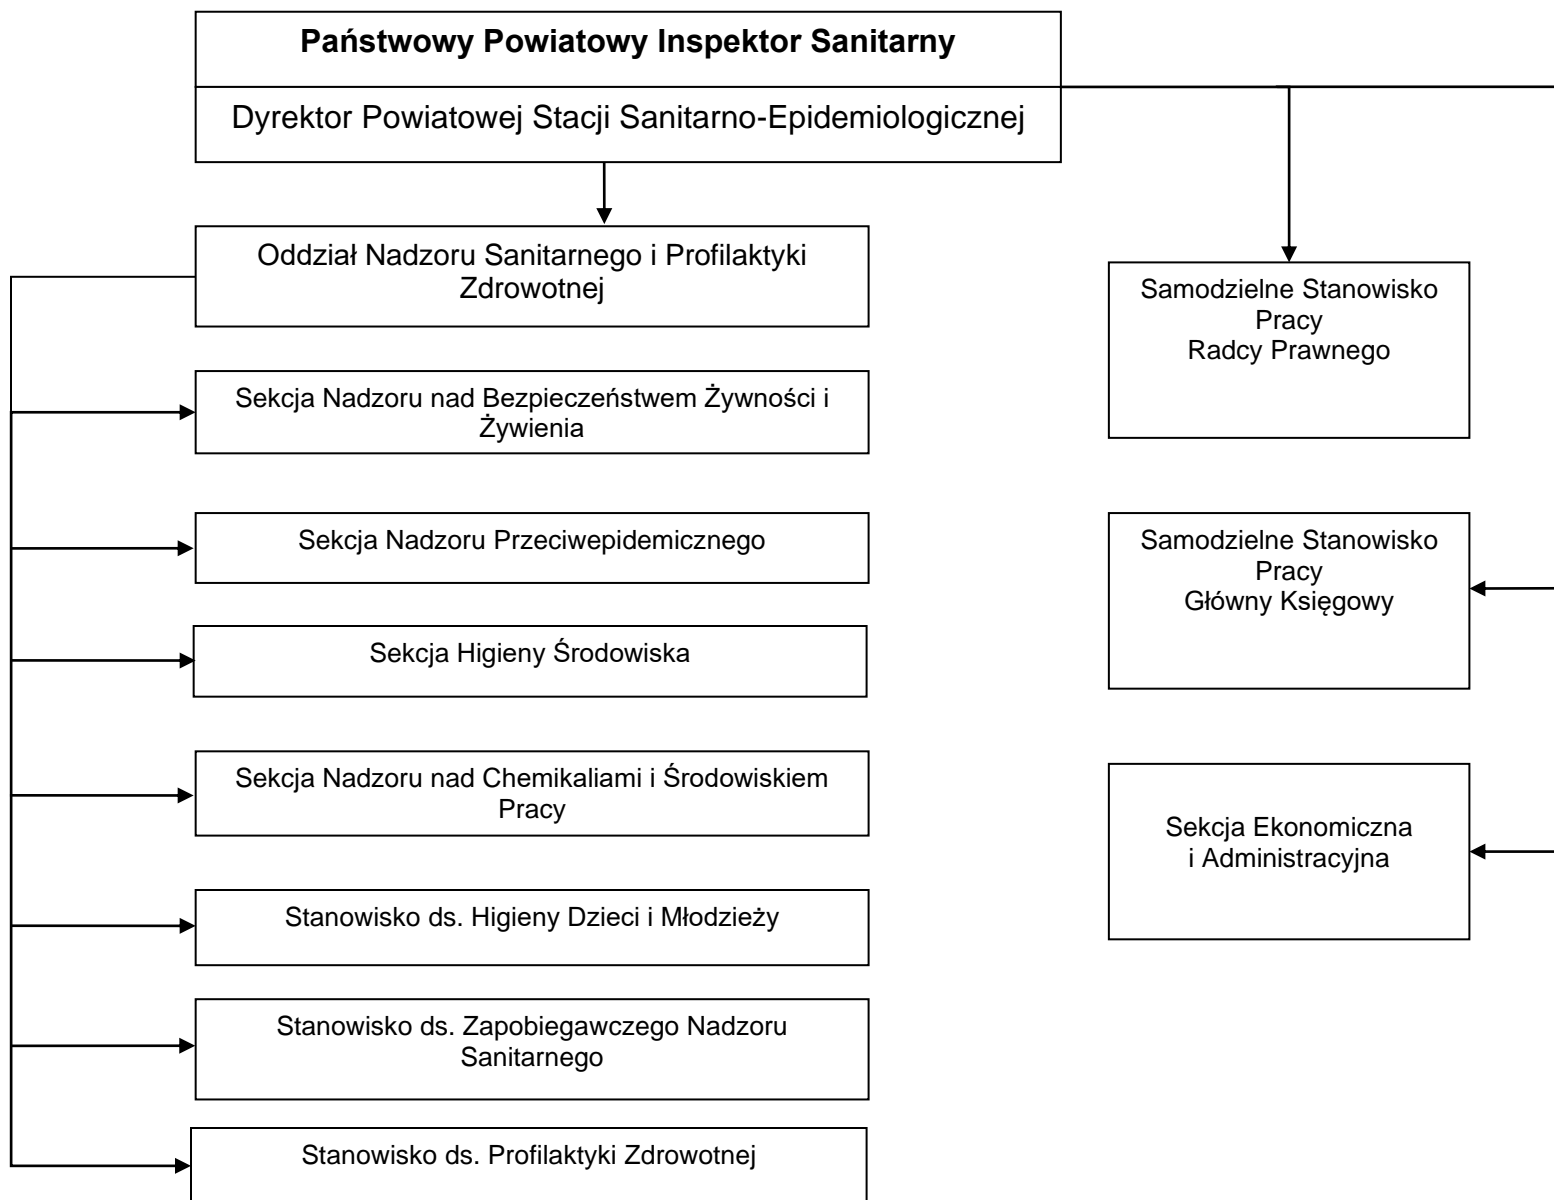 Państwowy Powiatowy Inspektor Sanitarny
Dyrektor Powiatowej Stacji Sanitarno-Epidemiologicznej
Oddział Nadzoru Sanitarnego i Profilaktyki
Zdrowotnej
Sekcja Nadzoru nad Bezpieczeństwem Żywności i
Żywienia
Sekcja Nadzoru Przeciwepidemicznego
Sekcja Higieny Środowiska
Sekcja Nadzoru nad Chemikaliami i Środowiskiem
Pracy
Stanowisko ds. Higieny Dzieci i Młodzieży
Stanowisko ds. Zapobiegawczego Nadzoru
Sanitarnego
Stanowisko ds. Profilaktyki Zdrowotnej
Samodzielne Stanowisko
Pracy
Radcy Prawnego
Samodzielne Stanowisko
Pracy
Główny Księgowy
Sekcja Ekonomiczna
i Administracyjna